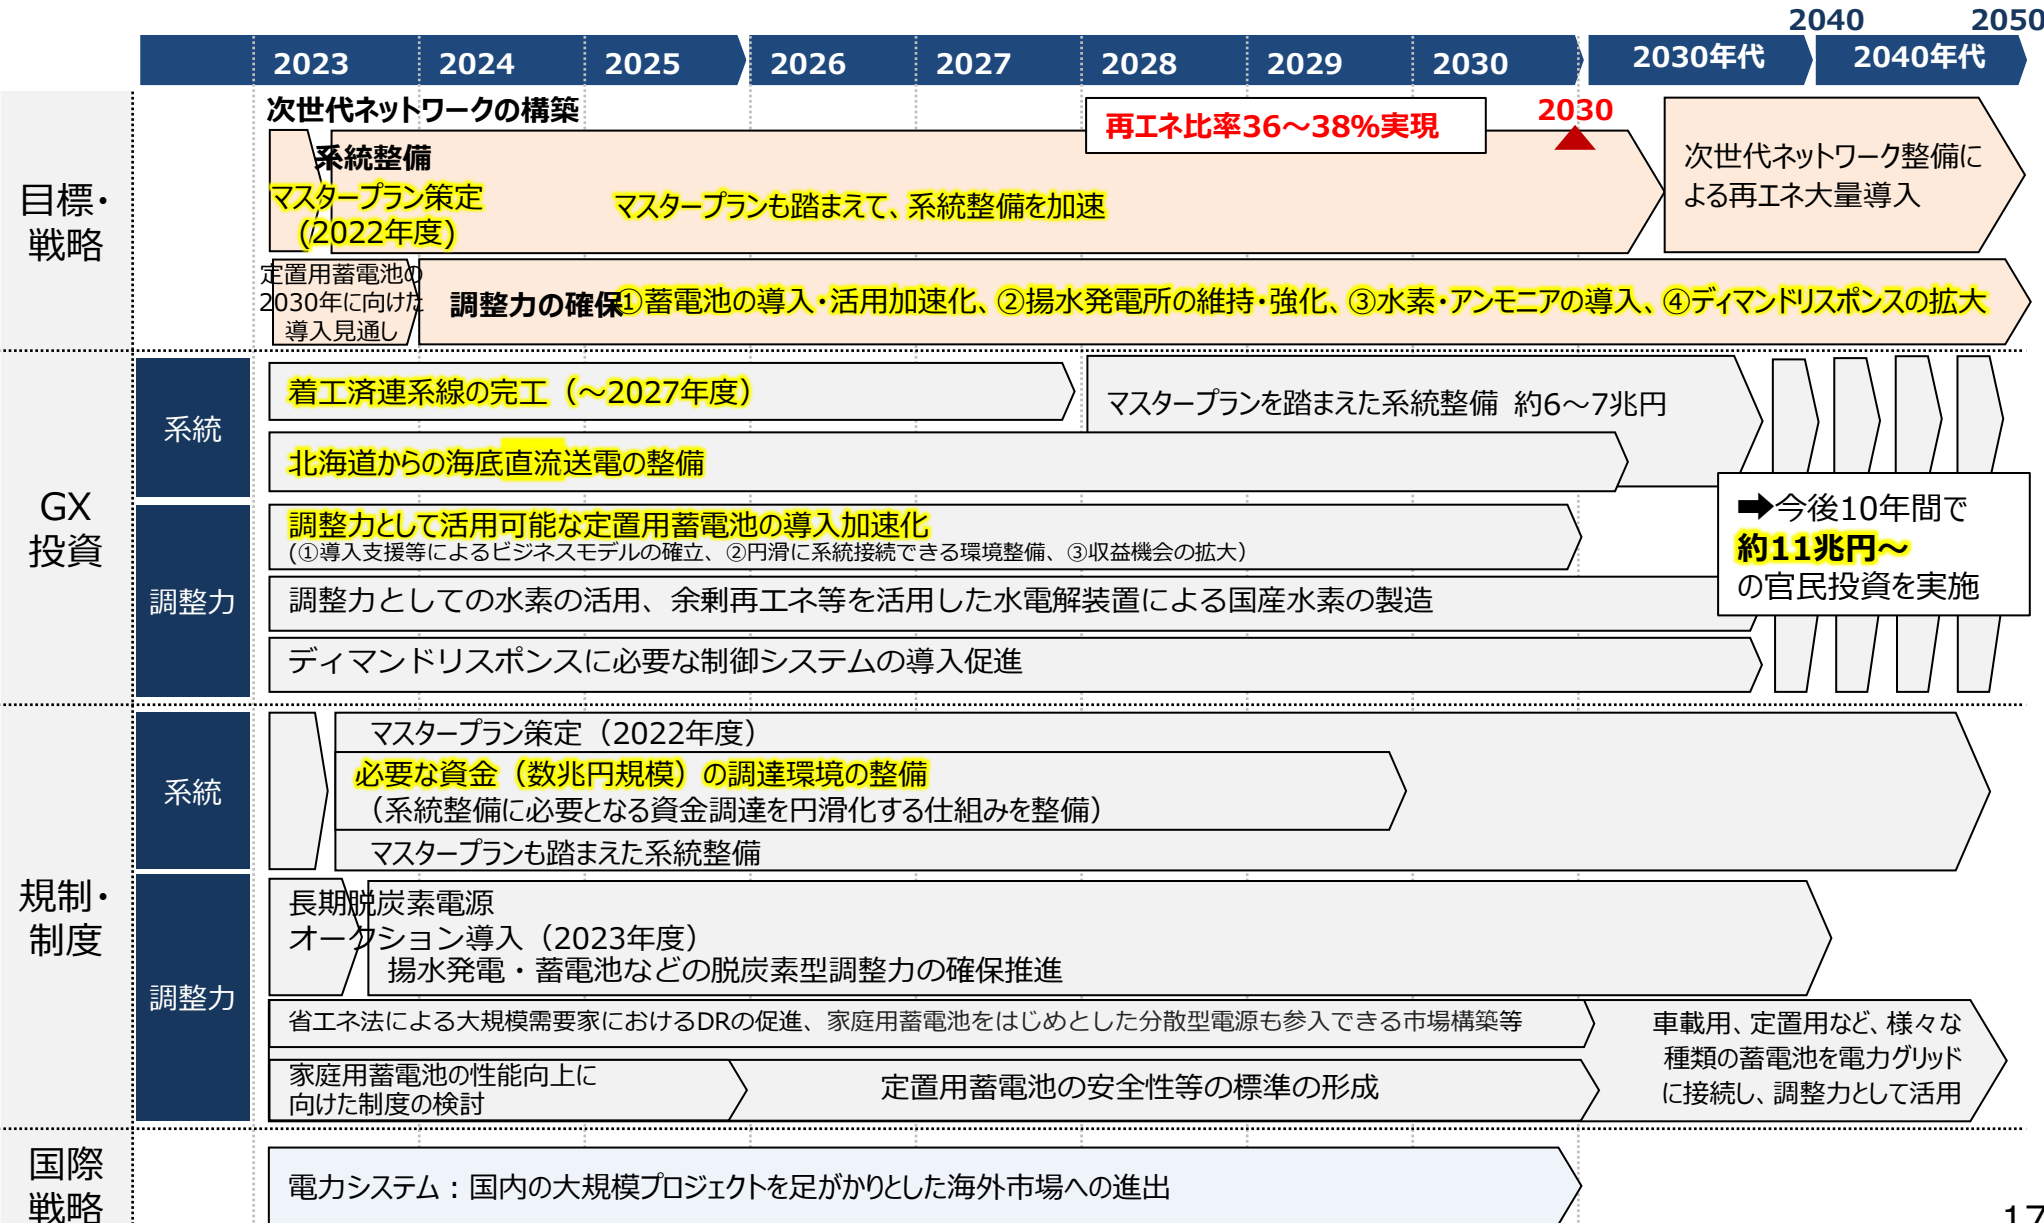 2040 2050
2023 2024 2025 2026 2027 2028 2029 2030 2030年代 2040年代
目標・
戦略
次世代ネットワークの構築
再エネ比率36～38%実現
2030
系統整備
マスタープラン策定
(2022年度)
マスタープランも踏まえて、系統整備を加速
次世代ネットワーク整備に
よる再エネ大量導入
定置用蓄電池の
2030年に向けた
導入見通し
調整力の確保
①蓄電池の導入・活用加速化、②揚水発電所の維持・強化、③水素・アンモニアの導入、④ディマンドリスポンスの拡大
GX
投資
系統
着工済連系線の完工（～2027年度）
マスタープランを踏まえた系統整備 約6～7兆円
北海道からの海底直流送電の整備
調整力
調整力として活用可能な定置用蓄電池の導入加速化
(①導入支援等によるビジネスモデルの確立、②円滑に系統接続できる環境整備、③収益機会の拡大)
調整力としての水素の活用、余剰再エネ等を活用した水電解装置による国産水素の製造
ディマンドリスポンスに必要な制御システムの導入促進
➡今後10年間で
約11兆円～
の官民投資を実施
規制・
制度
系統
マスタープラン策定（2022年度）
必要な資金（数兆円規模）の調達環境の整備
（系統整備に必要となる資金調達を円滑化する仕組みを整備）
マスタープランも踏まえた系統整備
調整力
長期脱炭素電源
オークション導入（2023年度）
揚水発電・蓄電池などの脱炭素型調整力の確保推進
省エネ法による大規模需要家におけるDRの促進、家庭用蓄電池をはじめとした分散型電源も参入できる市場構築等
家庭用蓄電池の性能向上に
向けた制度の検討
定置用蓄電池の安全性等の標準の形成
車載用、定置用など、様々な
種類の蓄電池を電力グリッド
に接続し、調整力として活用
国際
戦略
電力システム：国内の大規模プロジェクトを足がかりとした海外市場への進出
17